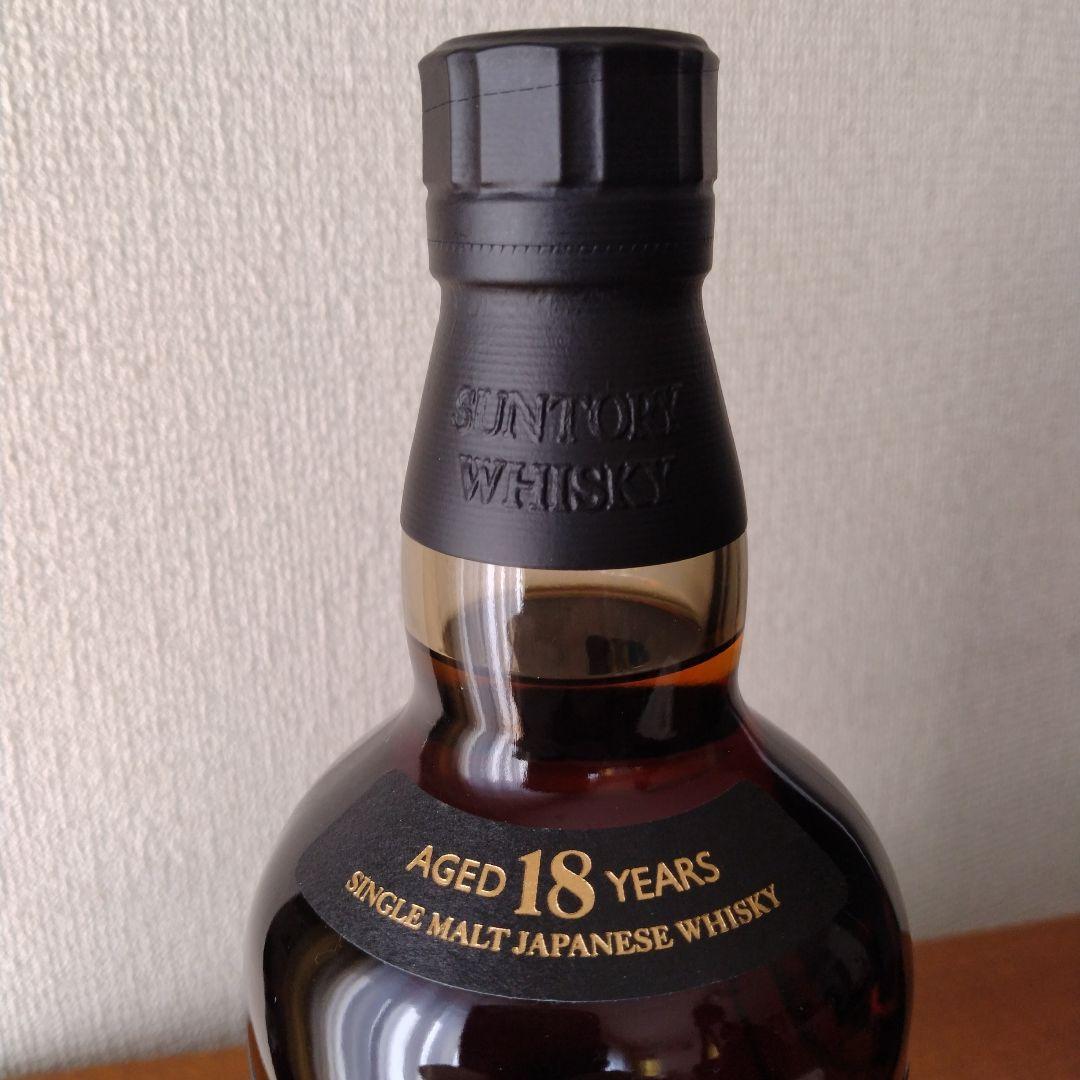 SUNTORY
WHISKY
AGED 18 YEARS
SINGLE MALT JAPANESE WHISKY